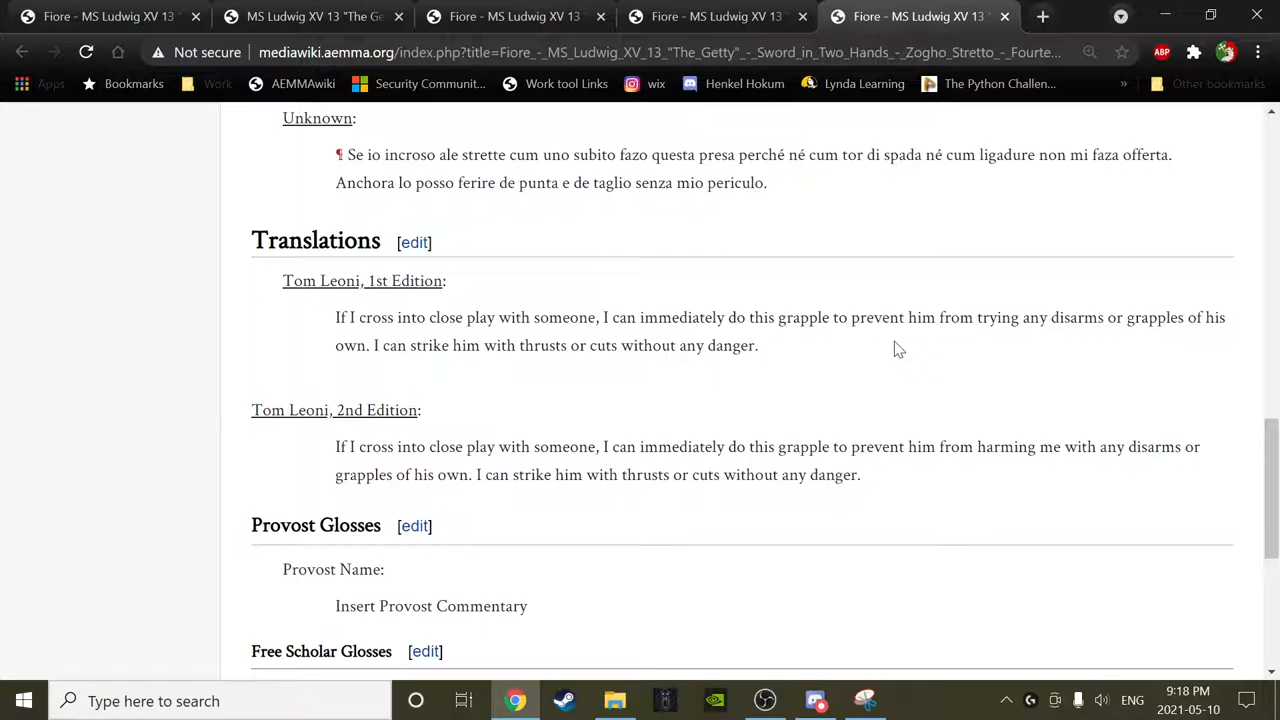 Fiore - MS Ludwig XV 13
MS Ludwig XV 13 "The Ge
Fiore - MS Ludwig XV 13
Fiore - MS Ludwig XV 13
Fiore - MS Ludwig XV 13 "
Not secure
mediawiki.aemma.org/index.php?title=Fiore_-_MS_Ludwig_XV_13_"The_Getty"_-_Sword_in_Two_Hands_-_Zogho_Stretto_-_Fourte...
ABP
Apps
Bookmarks
Work
AEMMAwiki
Security Communit...
Work tool Links
wix
Henkel Hokum
Lynda Learning
The Python Challen...
»
Other bookmarks
Unknown:
¶ Se io incroso ale strette cum uno subito fazo questa presa perché né cum tor di spada né cum ligadure non mi faza offerta.
Anchora lo posso ferire de punta e de taglio senza mio periculo.
Translations [edit]
Tom Leoni, 1st Edition:
If I cross into close play with someone, I can immediately do this grapple to prevent him from trying any disarms or grapples of his
own. I can strike him with thrusts or cuts without any danger.
Tom Leoni, 2nd Edition:
If I cross into close play with someone, I can immediately do this grapple to prevent him from harming me with any disarms or
grapples of his own. I can strike him with thrusts or cuts without any danger.
Provost Glosses [edit]
Provost Name:
Insert Provost Commentary
Free Scholar Glosses [edit]
Type here to search
ENG
9:18 PM
2021-05-10